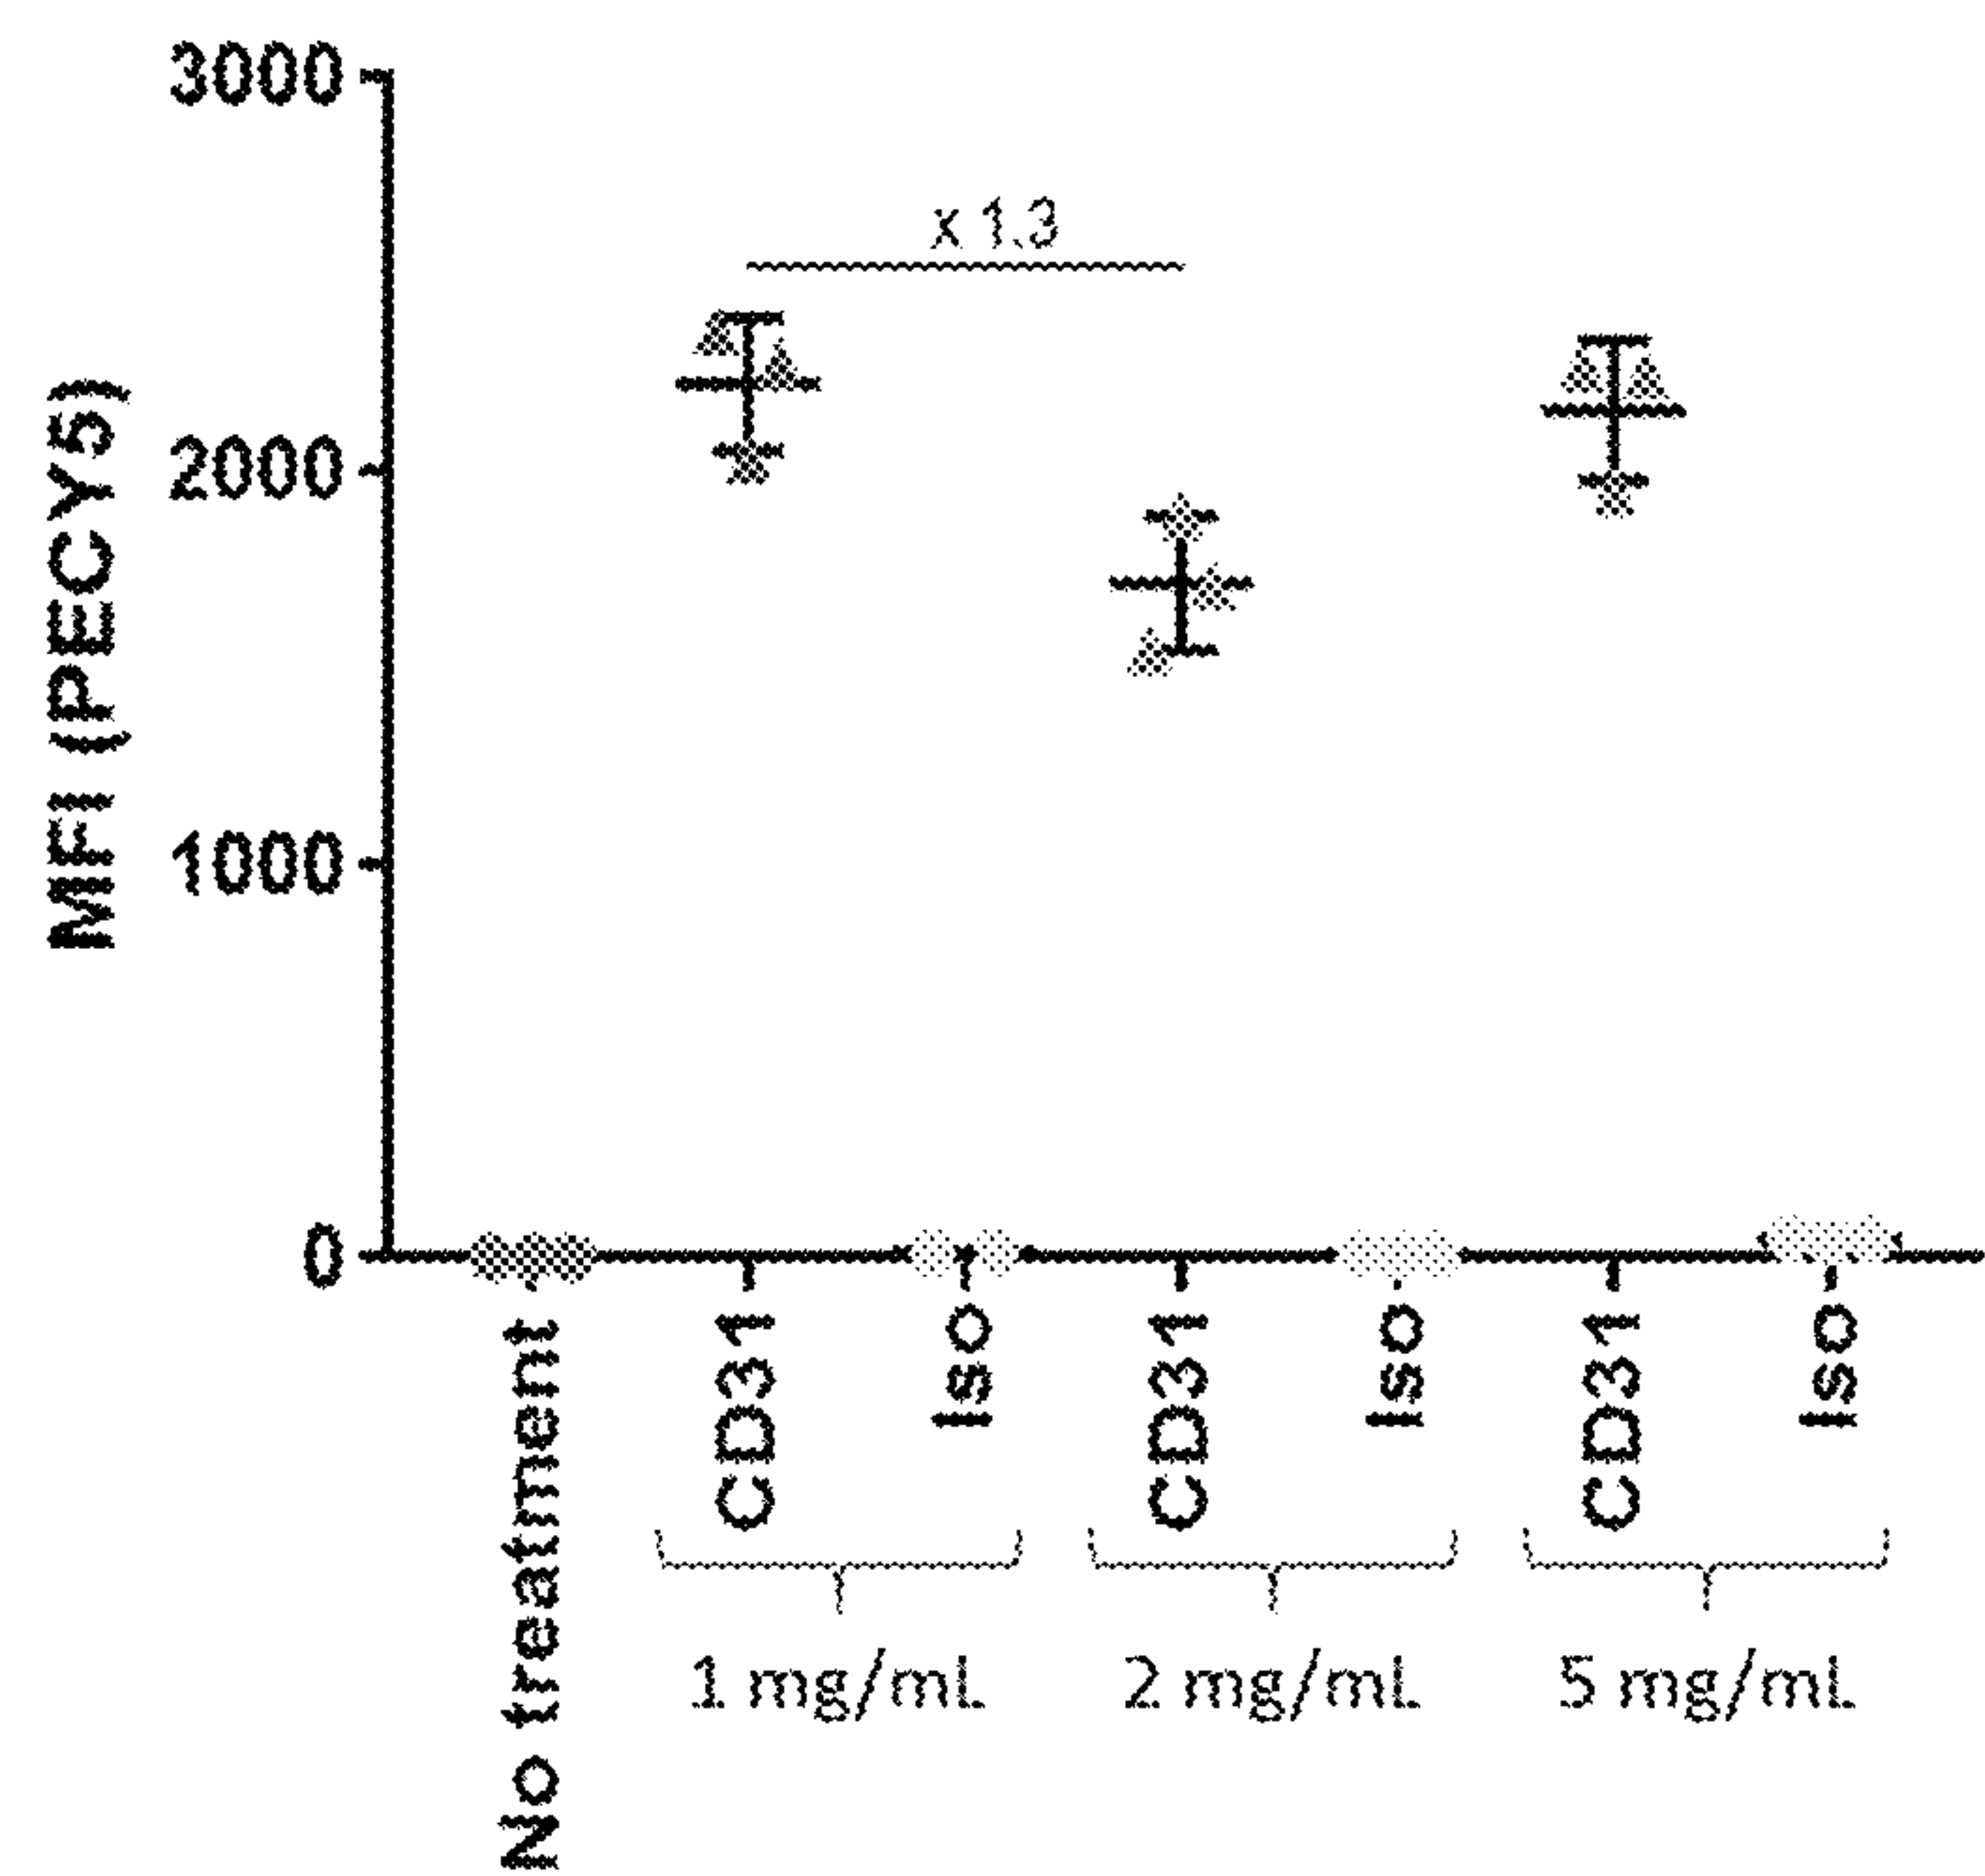 MFI (PECY5)
3000
2000
1000
0
x 1.3
No treatment
CD31
Iso
CD31
Iso
CD31
Iso
1 mg/mL
2 mg/mL
5 mg/mL